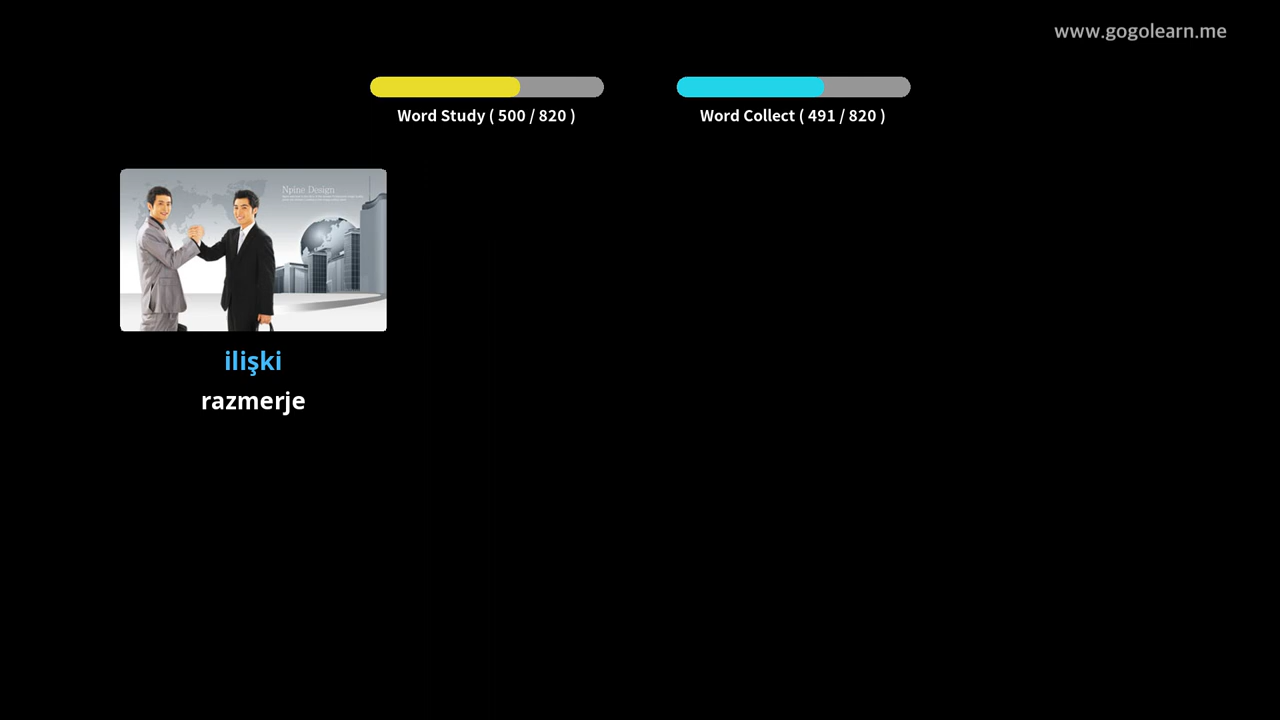 www.gogolearn.me
Word Study ( 500 / 820 )
Word Collect ( 491 / 820 )
Npine Design
ilişki
razmerje